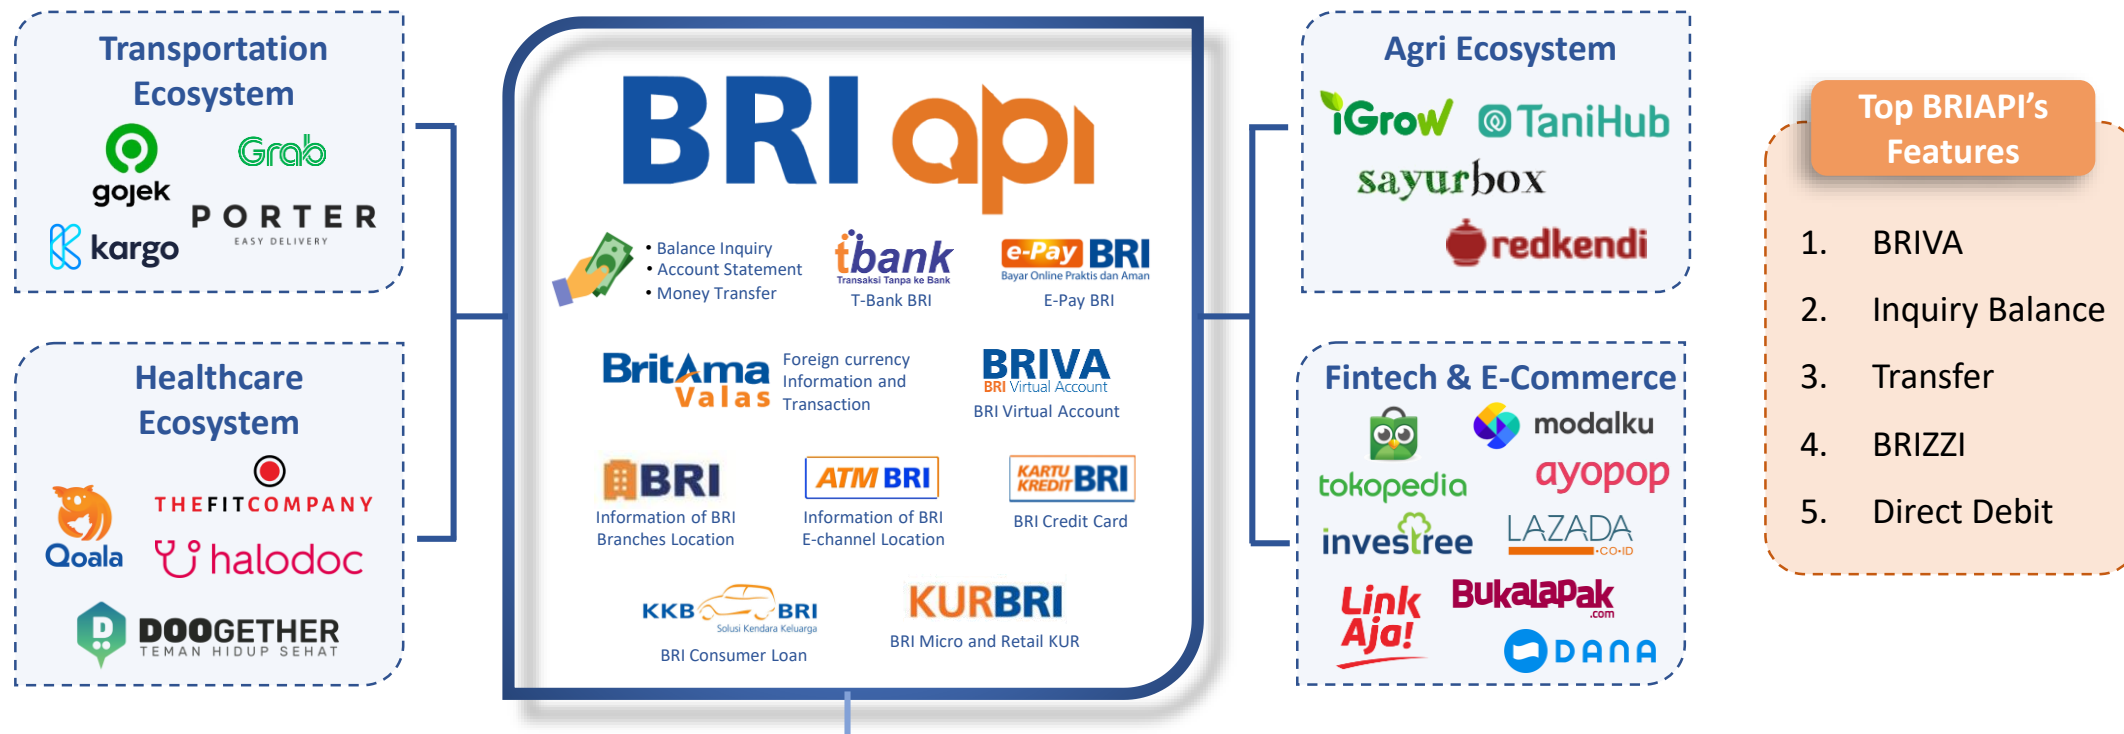 Transportation
Ecosystem
gojek
Grab
kargo
PORTER
EASY DELIVERY
Healthcare
Ecosystem
Qoala
THEFITCOMPANY
halodoc
DOOGETHER
TEMAN HIDUP SEHAT
BRI api
• Balance Inquiry
• Account Statement
• Money Transfer
tbank
Transaksi Tanpa ke Bank
T-Bank BRI
e-Pay BRI
Bayar Online Praktis dan Aman
E-Pay BRI
BritAma
Valas
Foreign currency
Information and
Transaction
BRIVA
BRI Virtual Account
BRI Virtual Account
BRI
Information of BRI
Branches Location
ATM BRI
Information of BRI
E-channel Location
KARTU
KREDIT BRI
BRI Credit Card
KKB BRI
Solusi Kendara Keluarga
BRI Consumer Loan
KURBRI
BRI Micro and Retail KUR
Agri Ecosystem
iGrow
TaniHub
sayurbox
redkendi
Fintech & E-Commerce
tokopedia
modalku
ayopop
investree
LAZADA
.CO.ID
Link
Aja!
BukaLaPak
.com
DANA
Top BRIAPI's
Features
1. BRIVA
2. Inquiry Balance
3. Transfer
4. BRIZZI
5. Direct Debit